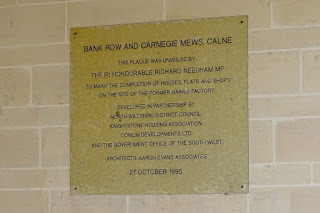 BANK ROW AND CARNEGIE MEWS, CALNE
THIS PLAQUE WAS UNVEILED BY
THE RT HONOURABLE RICHARD NEEDHAM MP
TO MARK THE COMPLETION OF HOUSES, FLATS AND SHOPS
ON THE SITE OF THE FORMER HARRIS FACTORY.
DEVELOPED IN PARTNERSHIP BY
NORTH WILTSHIRE DISTRICT COUNCIL
KNIGHTSTONE HOUSING ASSOCIATION,
COWLIN DEVELOPMENTS LTD.
AND THE GOVERNMENT OFFICE OF THE SOUTH WEST.
ARCHITECTS: AARON EVANS ASSOCIATES
27 OCTOBER 1995